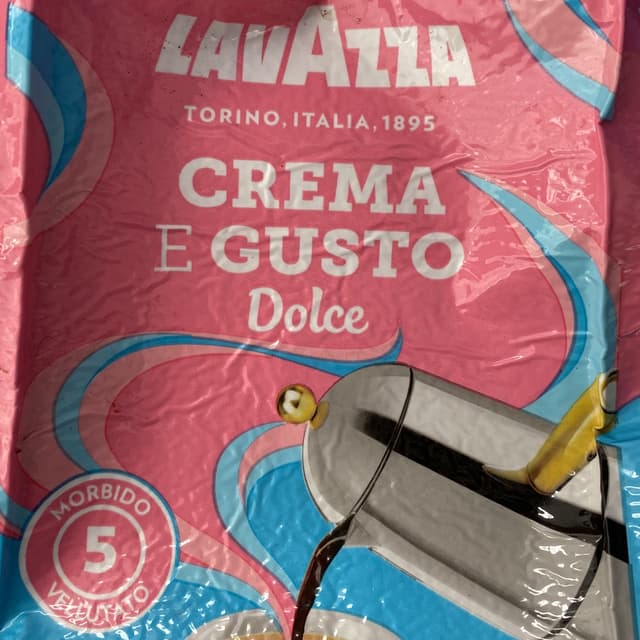 LAVAZZA
TORINO, ITALIA, 1895
CREMA
E GUSTO
Dolce
MORBIDO
5
VELLUTATO